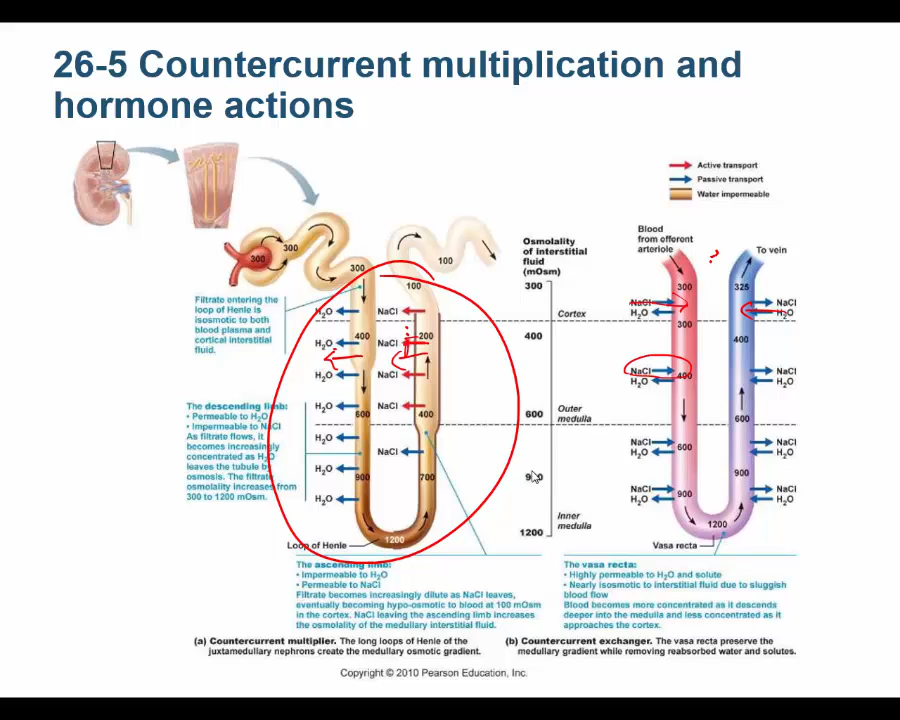 26-5 Countercurrent multiplication and
hormone actions
Active transport
Passive transport
Water impermeable
300
300
300
Filtrate entering the
loop of Henle is
isosmotic to both
blood plasma and
cortical interstitial
fluid.
The descending limb:
• Permeable to H2O
• Impermeable to NaCl
As filtrate flows, it
becomes increasingly
concentrated as H2O
leaves the tubule by
osmosis. The filtrate
osmolality increases from
300 to 1200 mOsm.
H2O
H2O
H2O
H2O
H2O
H2O
H2O
400
600
900
1200
Loop of Henle
NaCl
NaCl
NaCl
NaCl
NaCl
100
100
200
400
700
The ascending limb:
• Impermeable to H2O
• Permeable to NaCl
Filtrate becomes increasingly dilute as NaCl leaves,
eventually becoming hypo-osmotic to blood at 100 mOsm
in the cortex. NaCl leaving the ascending limb increases
the osmolality of the medullary interstitial fluid.
(a) Countercurrent multiplier. The long loops of Henle of the
juxtamedullary nephrons create the medullary osmotic gradient.
Osmolality
of interstitial
fluid
(mOsm)
300
Cortex
400
600
Outer
medulla
900
Inner
medulla
1200
Blood
from efferent
arteriole
?
To vein
300
300
400
600
900
1200
325
400
600
900
NaCl
H2O
NaCl
H2O
NaCl
H2O
NaCl
H2O
NaCl
H2O
NaCl
H2O
NaCl
H2O
NaCl
H2O
Vasa recta
The vasa recta:
• Highly permeable to H2O and solute
• Nearly isosmotic to interstitial fluid due to sluggish
blood flow
Blood becomes more concentrated as it descends
deeper into the medulla and less concentrated as it
approaches the cortex.
(b) Countercurrent exchanger. The vasa recta preserve the
medullary gradient while removing reabsorbed water and solutes.
Copyright © 2010 Pearson Education, Inc.